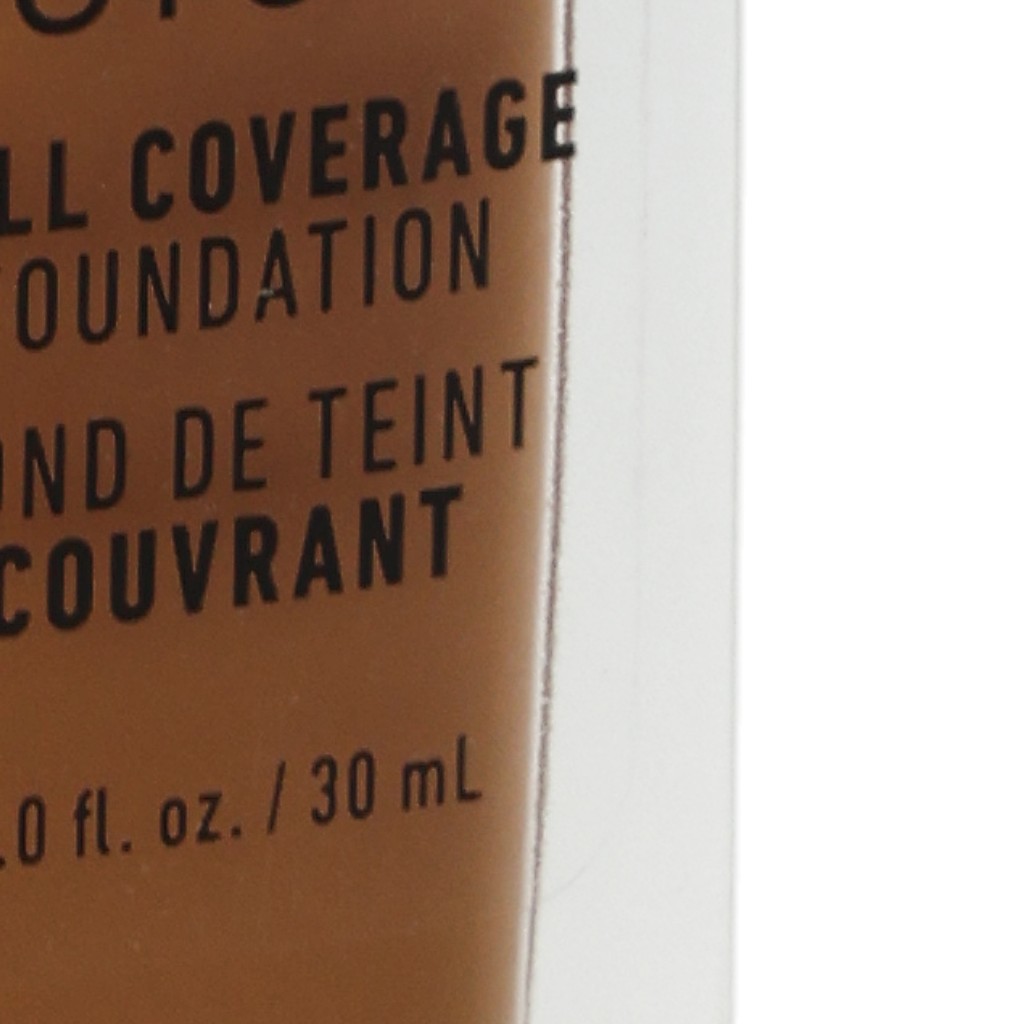 LL COVERAGE
OUNDATION
OND DE TEINT
COUVRANT
.0 fl. oz. / 30 mL